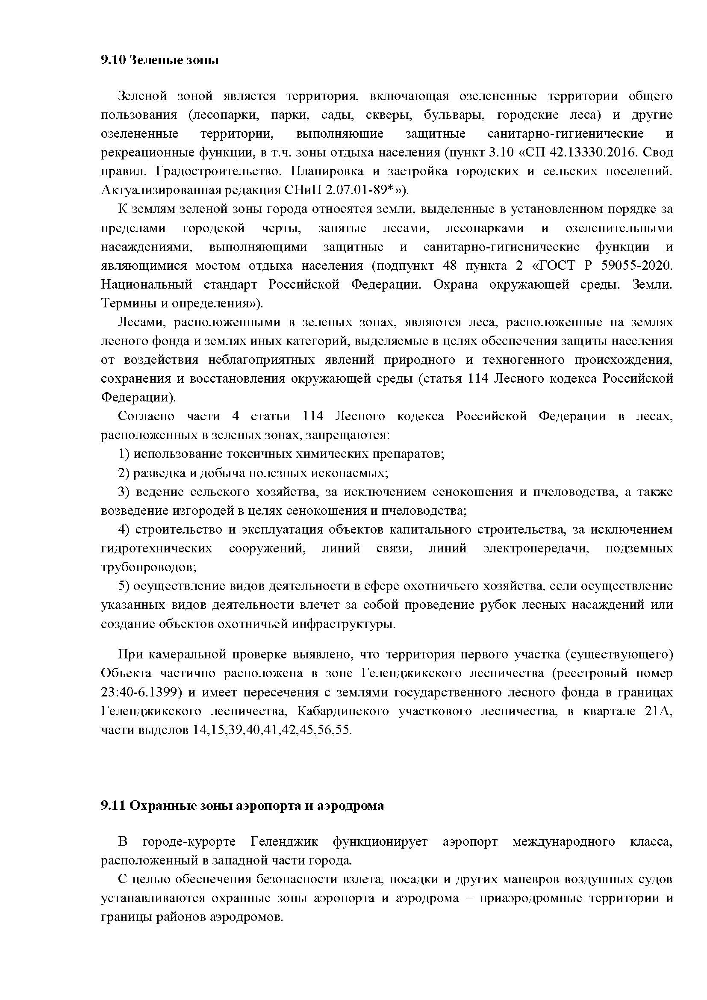 9.10 Зеленые зоны
Зеленой зоной является территория, включающая озелененные территории общего
пользования (лесопарки, парки, сады, скверы, бульвары, городские леса) и другие
озелененные территории, выполняющие защитные санитарно-гигиенические и
рекреационные функции, в т.ч. зоны отдыха населения (пункт 3.10 «СП 42.13330.2016. Свод
правил. Градостроительство. Планировка и застройка городских и сельских поселений.
Актуализированная редакция СНиП 2.07.01-89*»).
К землям зеленой зоны города относятся земли, выделенные в установленном порядке за
пределами городской черты, занятые лесами, лесопарками и озеленительными
насаждениями, выполняющими защитные и санитарно-гигиенические функции и
являющимися мостом отдыха населения (подпункт 48 пункта 2 «ГОСТ Р 59055-2020.
Национальный стандарт Российской Федерации. Охрана окружающей среды. Земли.
Термины и определения»).
Лесами, расположенными в зеленых зонах, являются леса, расположенные на землях
лесного фонда и землях иных категорий, выделяемые в целях обеспечения защиты населения
от воздействия неблагоприятных явлений природного и техногенного происхождения,
сохранения и восстановления окружающей среды (статья 114 Лесного кодекса Российской
Федерации).
Согласно части 4 статьи 114 Лесного кодекса Российской Федерации в лесах,
расположенных в зеленых зонах, запрещаются:
1) использование токсичных химических препаратов;
2) разведка и добыча полезных ископаемых;
3) ведение сельского хозяйства, за исключением сенокошения и пчеловодства, а также
возведение изгородей в целях сенокошения и пчеловодства;
4) строительство и эксплуатация объектов капитального строительства, за исключением
гидротехнических сооружений, линий связи, линий электропередачи, подземных
трубопроводов;
5) осуществление видов деятельности в сфере охотничьего хозяйства, если осуществление
указанных видов деятельности влечет за собой проведение рубок лесных насаждений или
создание объектов охотничьей инфраструктуры.
При камеральной проверке выявлено, что территория первого участка (существующего)
Объекта частично расположена в зоне Геленджикского лесничества (реестровый номер
23:40-6.1399) и имеет пересечения с землями государственного лесного фонда в границах
Геленджикского лесничества, Кабардинского участкового лесничества, в квартале 21А,
части выделов 14,15,39,40,41,42,45,56,55.
9.11 Охранные зоны аэропорта и аэродрома
В городе-курорте Геленджик функционирует аэропорт международного класса,
расположенный в западной части города.
С целью обеспечения безопасности взлета, посадки и других маневров воздушных судов
устанавливаются охранные зоны аэропорта и аэродрома – приаэродромные территории и
границы районов аэродромов.